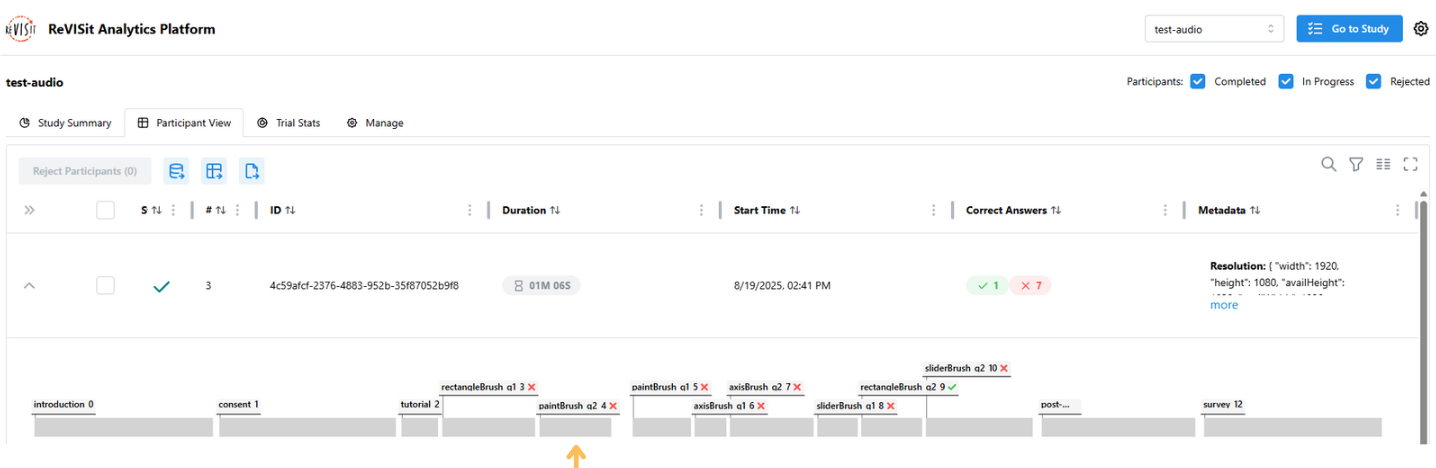 ReVISit ReVISit Analytics Platform test-audio Go to Study
test-audio Participants: Completed In Progress Rejected
Study Summary Participant View Trial Stats Manage
Reject Participants (0)
S # ID Duration Start Time Correct Answers Metadata
Resolution: { "width": 1920,
3 4c59afcf-2376-4883-952b-35f87052b9f8 01M 06S 8/19/2025, 02:41 PM 1 7 "height": 1080, "availHeight":
more
sliderBrush_q2 10
rectangleBrush_q1 3 paintBrush_q1 5 axisBrush_q2 7 rectangleBrush_q2 9
introduction 0 consent 1 tutorial 2 paintBrush_q2 4 axisBrush_q1 6 sliderBrush_q1 8 post-... survey 12